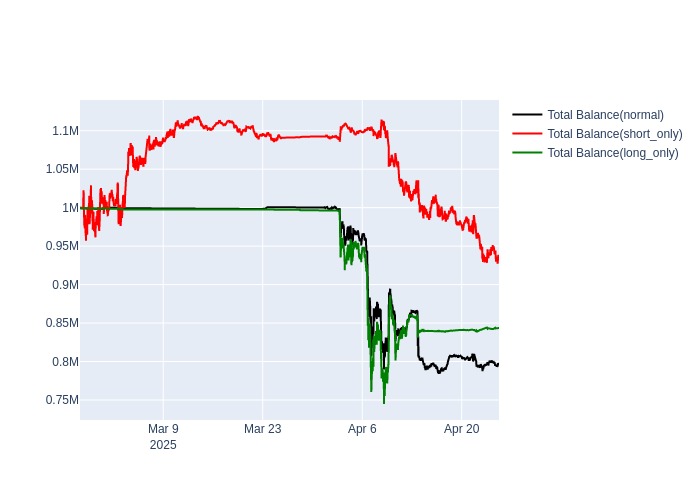 Total Balance(normal)
Total Balance(short_only)
Total Balance(long_only)
1.1M
1.05M
1M
0.95M
0.9M
0.85M
0.8M
0.75M
Mar 9
2025
Mar 23
Apr 6
Apr 20